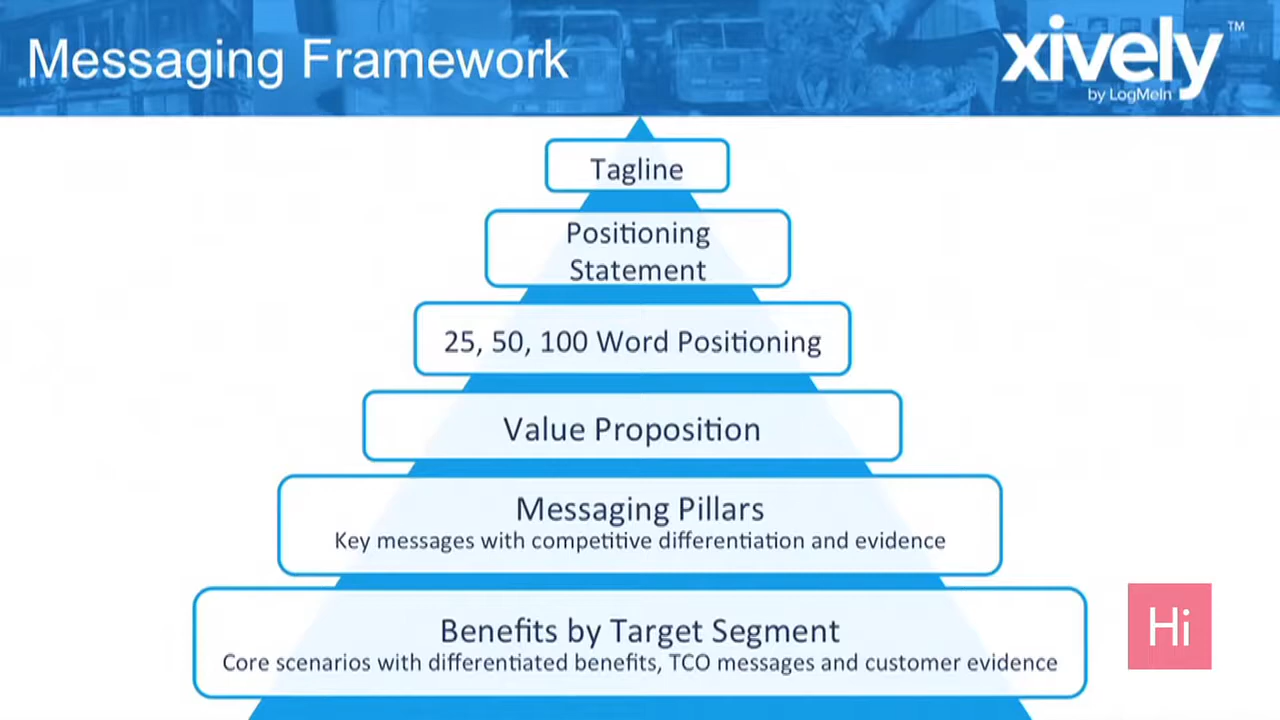 Messaging Framework
xively™
by LogMeIn
Tagline
Positioning
Statement
25, 50, 100 Word Positioning
Value Proposition
Messaging Pillars
Key messages with competitive differentiation and evidence
Benefits by Target Segment
Core scenarios with differentiated benefits, TCO messages and customer evidence
Hi